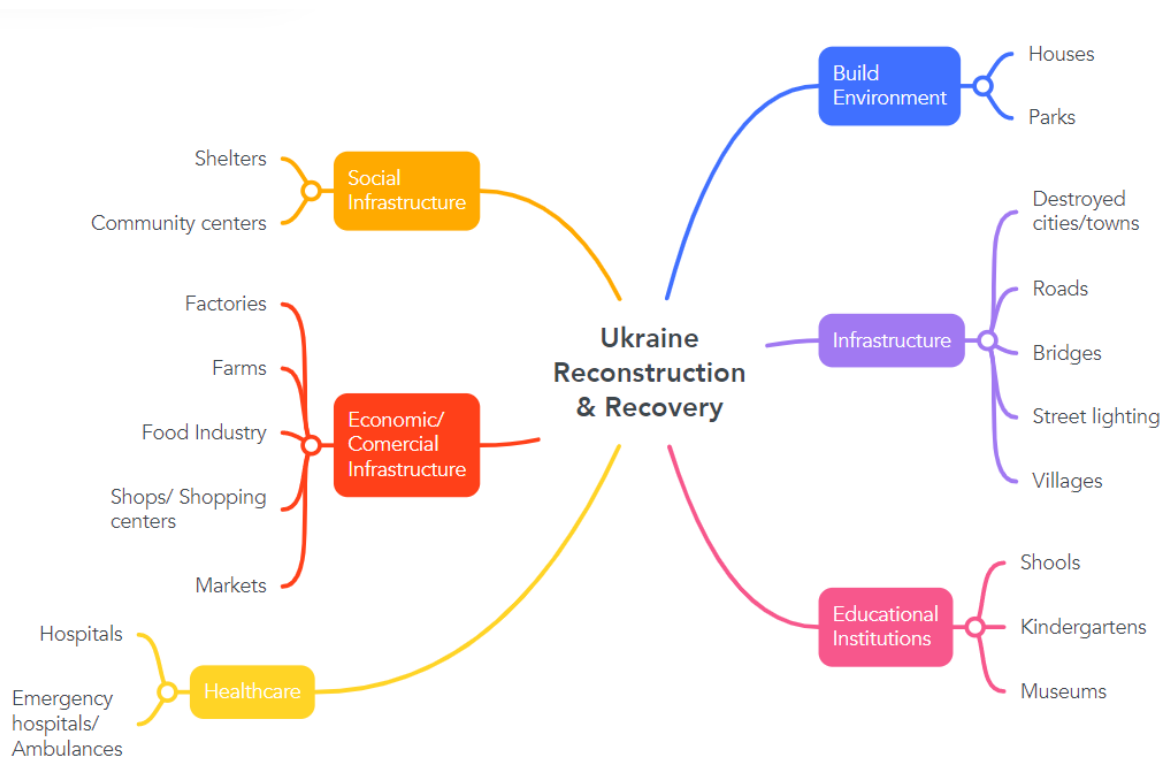 Ukraine
Reconstruction
& Recovery
Build
Environment
Houses
Parks
Infrastructure
Destroyed
cities/towns
Roads
Bridges
Street lighting
Villages
Educational
Institutions
Shools
Kindergartens
Museums
Social
Infrastructure
Shelters
Community centers
Economic/
Comercial
Infrastructure
Factories
Farms
Food Industry
Shops/ Shopping
centers
Markets
Healthcare
Hospitals
Emergency
hospitals/
Ambulances